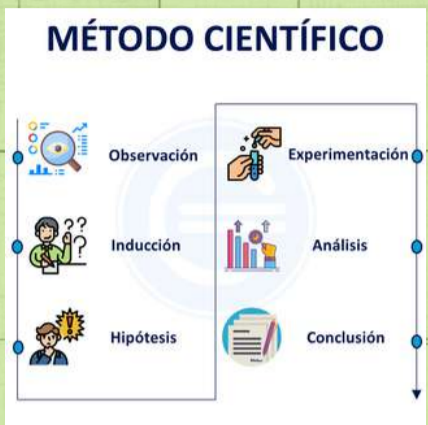 MÉTODO CIENTÍFICO
Observación
Inducción
Hipótesis
Experimentación
Análisis
Conclusión